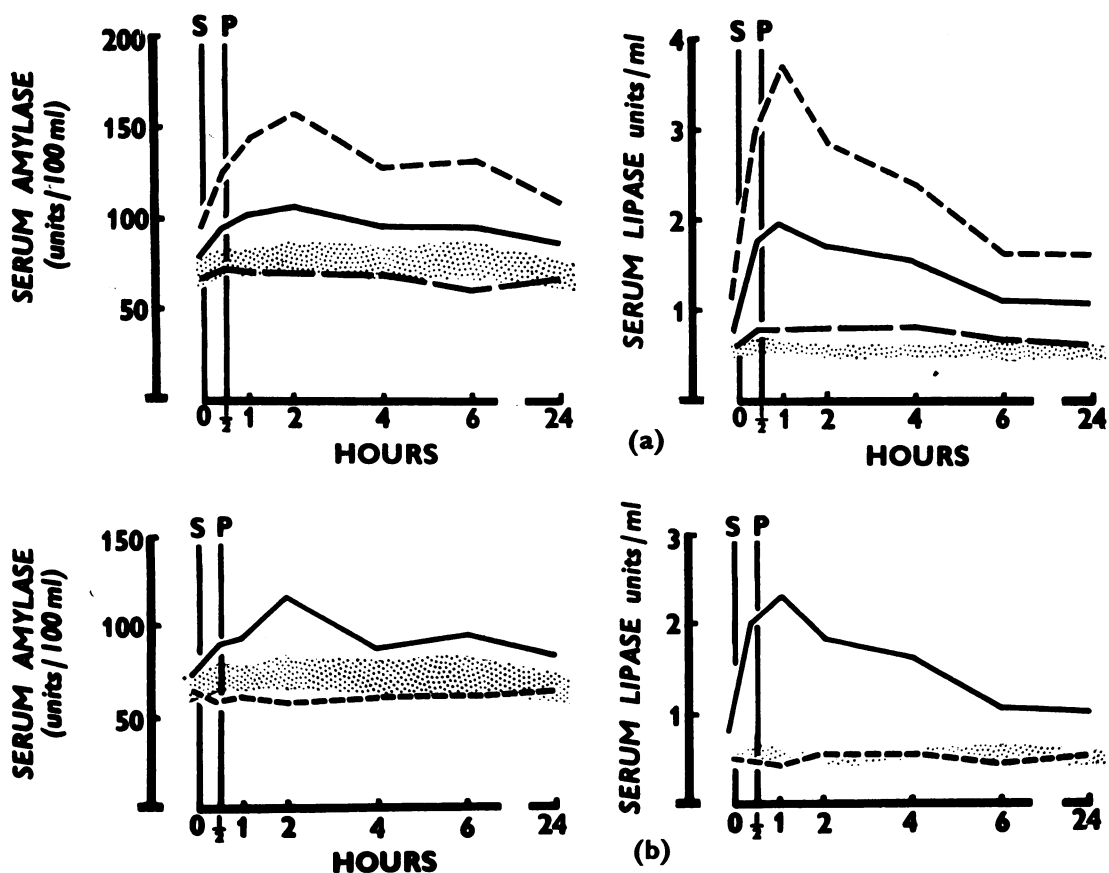 S P
200
150
100
50
SERUM AMYLASE
(units/100 ml)
0 ½ 1 2 4 6 24
HOURS
S P
4
3
2
1
SERUM LIPASE units/ml
0 ½ 1 2 4 6 24
HOURS
(a)
S P
150
100
50
SERUM AMYLASE
(units/100 ml)
0 ½ 1 2 4 6 24
HOURS
S P
3
2
1
SERUM LIPASE units/ml
0 ½ 1 2 4 6 24
HOURS
(b)